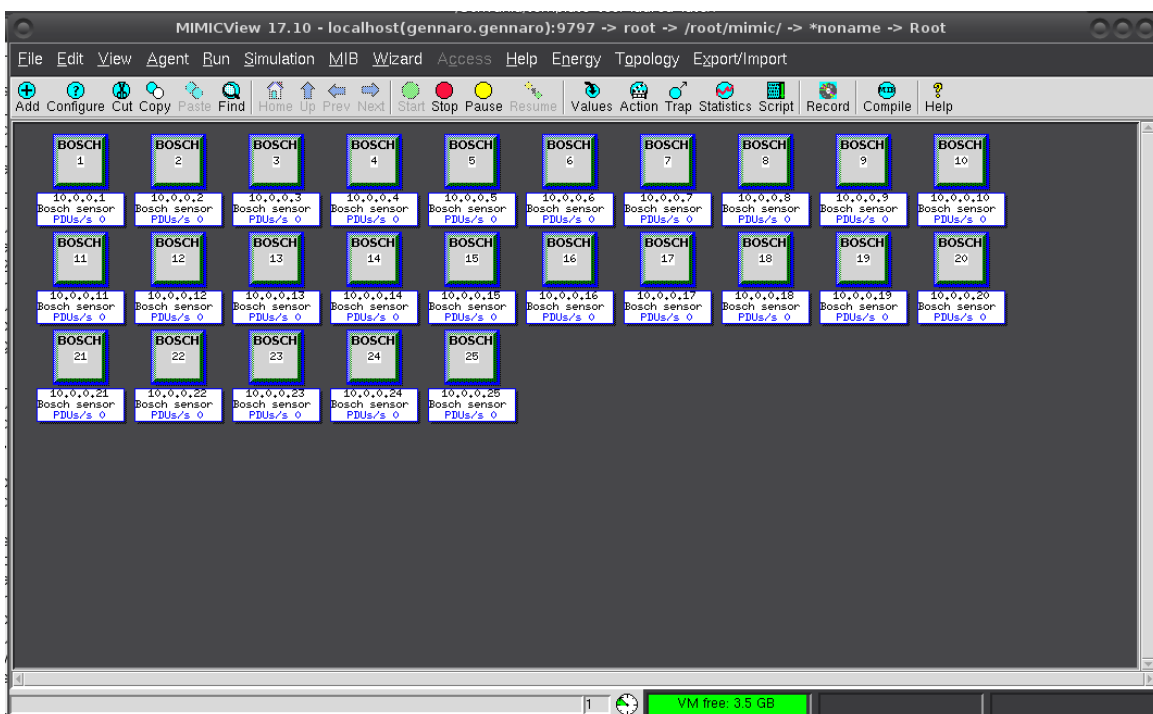 MIMICView 17.10 - localhost(gennaro.gennaro):9797 -> root -> /root/mimic/ -> *noname -> Root
File Edit View Agent Run Simulation MIB Wizard Access Help Energy Topology Export/Import
Add Configure Cut Copy Paste Find Home Up Prev Next Start Stop Pause Resume Values Action Trap Statistics Script Record Compile Help
BOSCH BOSCH BOSCH BOSCH BOSCH BOSCH BOSCH BOSCH BOSCH BOSCH
1 2 3 4 5 6 7 8 9 10
10.0.0.1 10.0.0.2 10.0.0.3 10.0.0.4 10.0.0.5 10.0.0.6 10.0.0.7 10.0.0.8 10.0.0.9 10.0.0.10
Bosch sensor Bosch sensor Bosch sensor Bosch sensor Bosch sensor Bosch sensor Bosch sensor Bosch sensor Bosch sensor Bosch sensor
PDUs/s 0 PDUs/s 0 PDUs/s 0 PDUs/s 0 PDUs/s 0 PDUs/s 0 PDUs/s 0 PDUs/s 0 PDUs/s 0 PDUs/s 0
BOSCH BOSCH BOSCH BOSCH BOSCH BOSCH BOSCH BOSCH BOSCH BOSCH
11 12 13 14 15 16 17 18 19 20
10.0.0.11 10.0.0.12 10.0.0.13 10.0.0.14 10.0.0.15 10.0.0.16 10.0.0.17 10.0.0.18 10.0.0.19 10.0.0.20
Bosch sensor Bosch sensor Bosch sensor Bosch sensor Bosch sensor Bosch sensor Bosch sensor Bosch sensor Bosch sensor Bosch sensor
PDUs/s 0 PDUs/s 0 PDUs/s 0 PDUs/s 0 PDUs/s 0 PDUs/s 0 PDUs/s 0 PDUs/s 0 PDUs/s 0 PDUs/s 0
BOSCH BOSCH BOSCH BOSCH BOSCH
21 22 23 24 25
10.0.0.21 10.0.0.22 10.0.0.23 10.0.0.24 10.0.0.25
Bosch sensor Bosch sensor Bosch sensor Bosch sensor Bosch sensor
PDUs/s 0 PDUs/s 0 PDUs/s 0 PDUs/s 0 PDUs/s 0
1 VM free: 3.5 GB